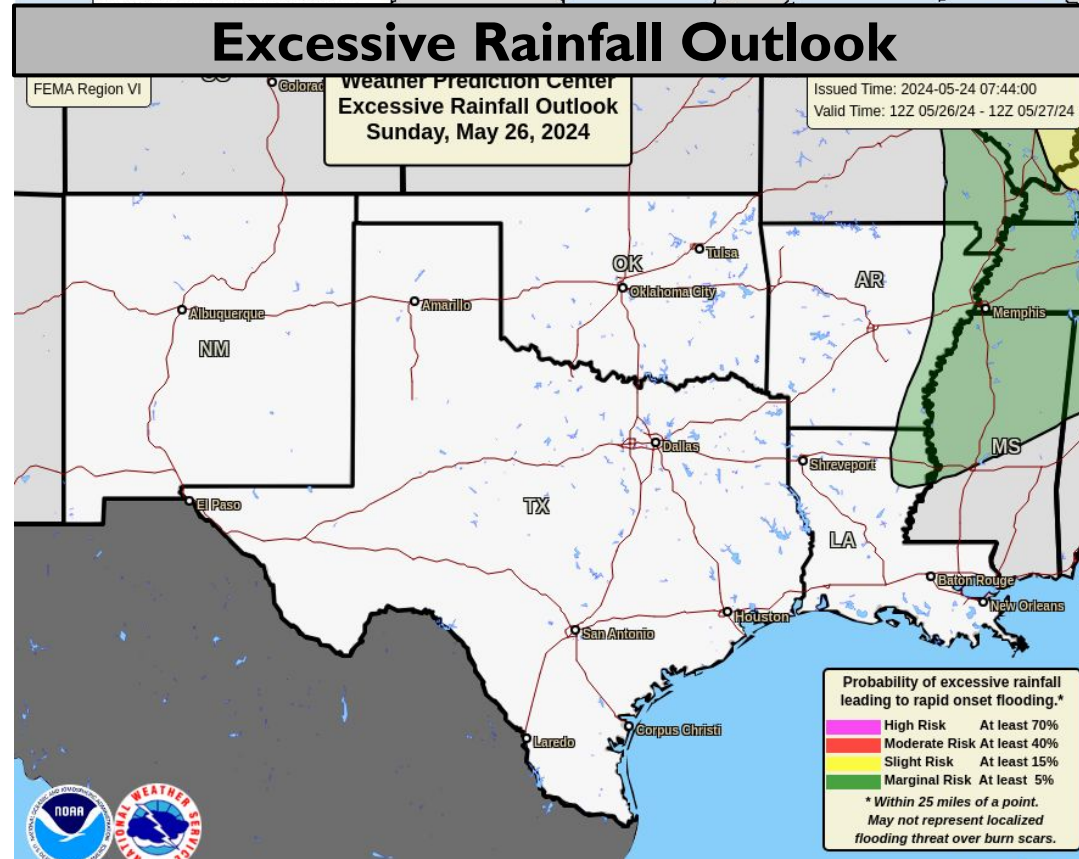 Excessive Rainfall Outlook
FEMA Region VI
Weather Prediction Center
Excessive Rainfall Outlook
Sunday, May 26, 2024
Issued Time: 2024-05-24 07:44:00
Valid Time: 12Z 05/26/24 - 12Z 05/27/24
Colorad
OK
Tulsa
Oklahoma City
AR
Amarillo
Albuquerque
NM
Memphis
MS
Dallas
Shreveport
El Paso
TX
LA
Baton Rouge
New Orleans
Houston
San Antonio
Corpus Christi
Laredo
Probability of excessive rainfall
leading to rapid onset flooding.*
High Risk At least 70%
Moderate Risk At least 40%
Slight Risk At least 15%
Marginal Risk At least 5%
* Within 25 miles of a point.
May not represent localized
flooding threat over burn scars.
NOAA
NATIONAL WEATHER SERVICE